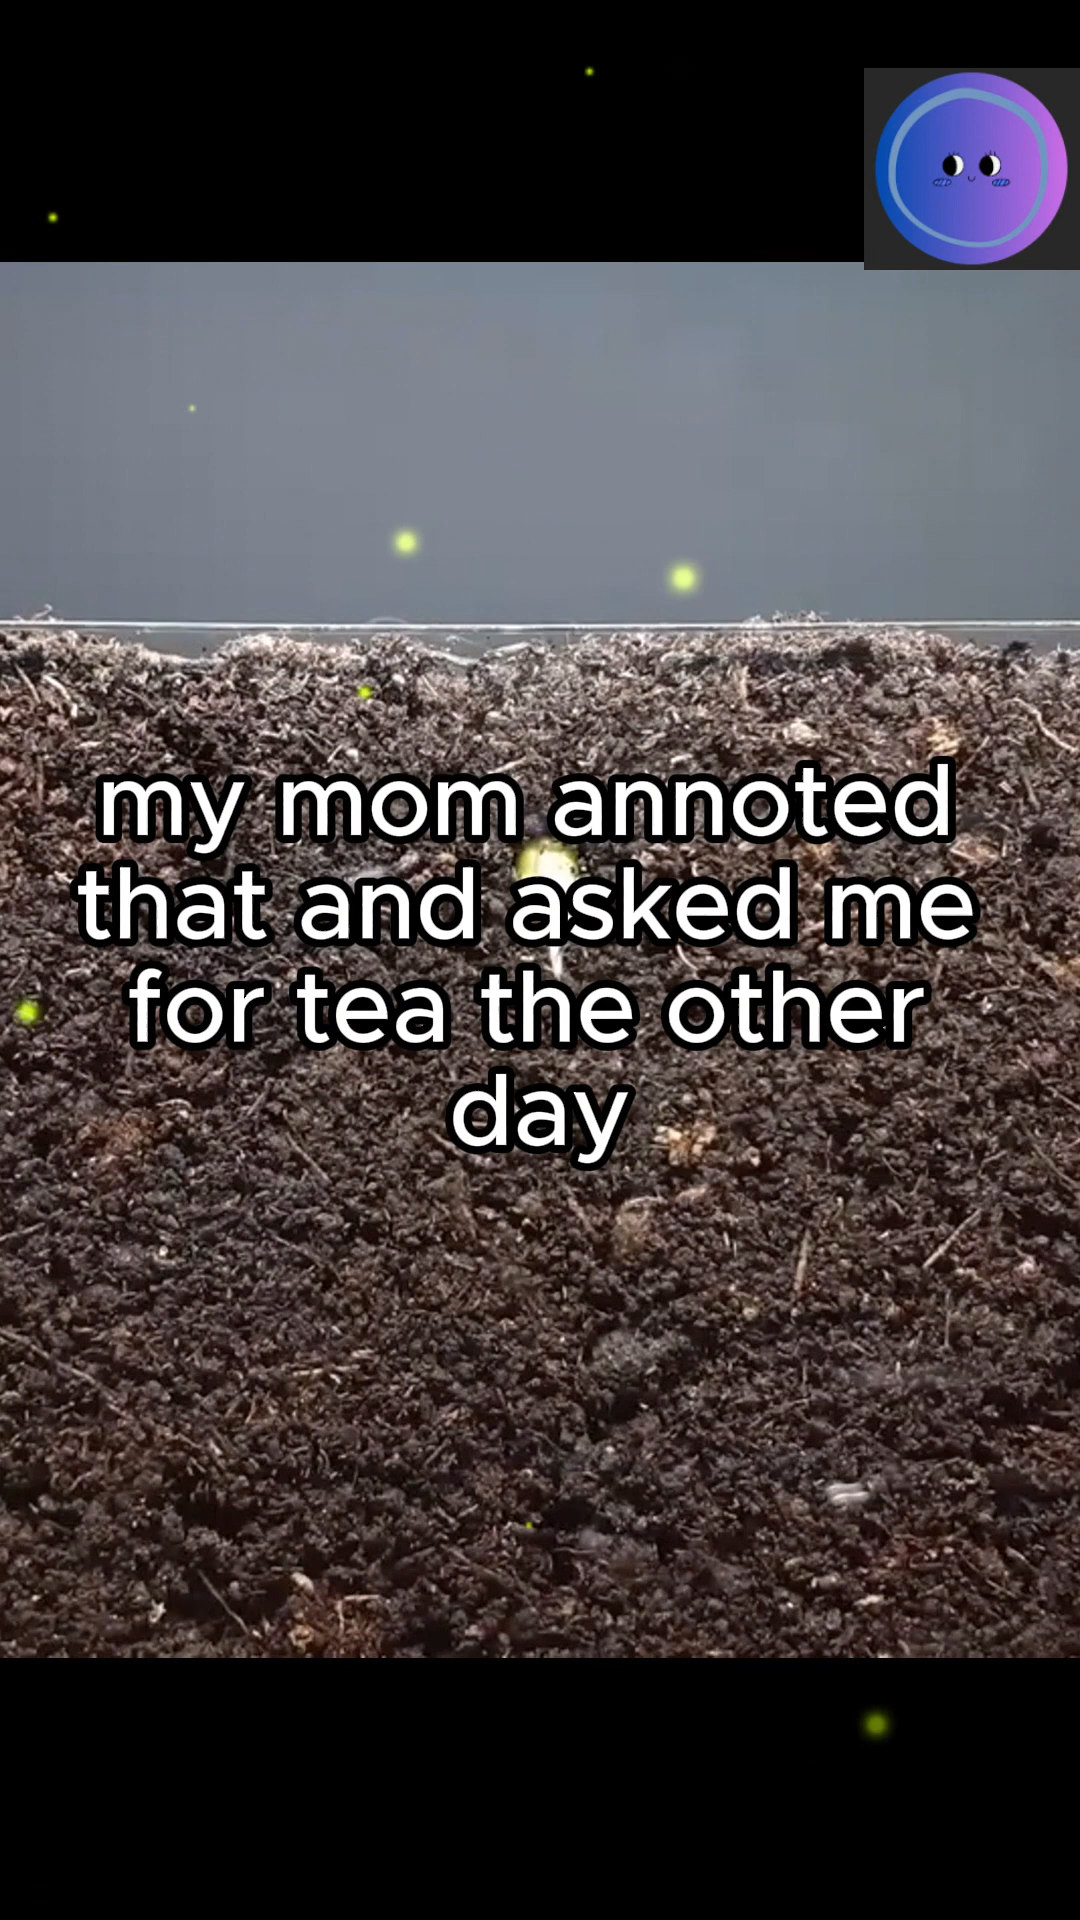 my mom annoted
that and asked me
for tea the other
day